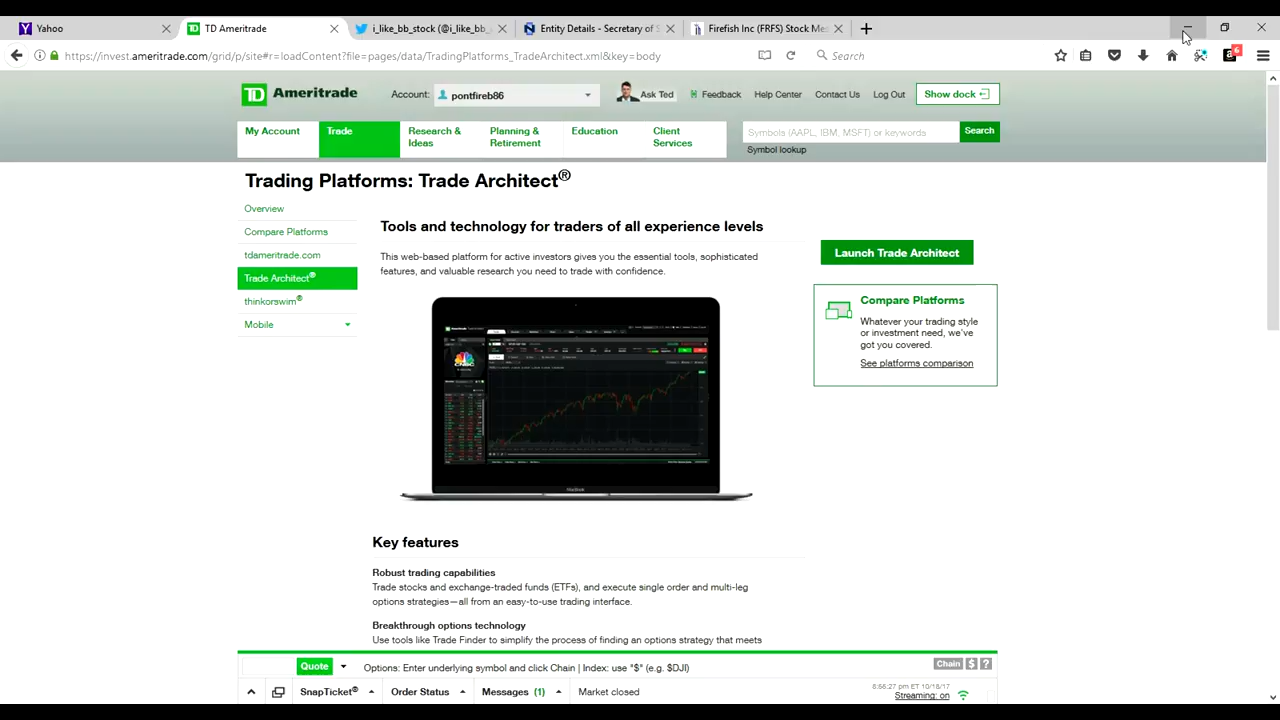 Yahoo
TD Ameritrade
i_like_bb_stock (@i_like_bb_
Entity Details - Secretary of S
Firefish Inc (FRFS) Stock Mes
https://invest.ameritrade.com/grid/p/site#r=loadContent?file=pages/data/TradingPlatforms_TradeArchitect.xml&key=body
Search
6
TD Ameritrade
Account: pontfireb86
Ask Ted
Feedback
Help Center
Contact Us
Log Out
Show dock
My Account
Trade
Research &
Ideas
Planning &
Retirement
Education
Client
Services
Symbols (AAPL, IBM, MSFT) or keywords
Search
Symbol lookup
Trading Platforms: Trade Architect®
Overview
Compare Platforms
tdameritrade.com
Trade Architect®
thinkorswim®
Mobile
Tools and technology for traders of all experience levels
This web-based platform for active investors gives you the essential tools, sophisticated
features, and valuable research you need to trade with confidence.
CNBC
MacBook
Launch Trade Architect
Compare Platforms
Whatever your trading style
or investment need, we've
got you covered.
See platforms comparison
Key features
Robust trading capabilities
Trade stocks and exchange-traded funds (ETFs), and execute single order and multi-leg
options strategies—all from an easy-to-use trading interface.
Breakthrough options technology
Use tools like Trade Finder to simplify the process of finding an options strategy that meets
Quote
Options: Enter underlying symbol and click Chain | Index: use "$" (e.g. $DJI)
Chain $ ?
SnapTicket®
Order Status
Messages (1)
Market closed
Streaming: on